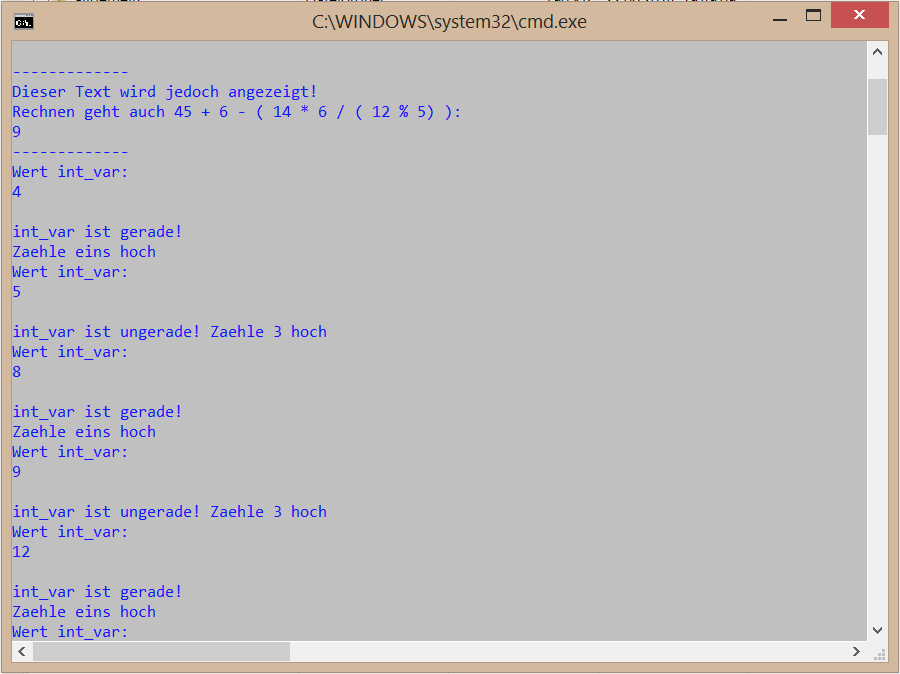 C:\WINDOWS\system32\cmd.exe
-------------
Dieser Text wird jedoch angezeigt!
Rechnen geht auch 45 + 6 - ( 14 * 6 / ( 12 % 5) ):
9
-------------
Wert int_var:
4
int_var ist gerade!
Zaehle eins hoch
Wert int_var:
5
int_var ist ungerade! Zaehle 3 hoch
Wert int_var:
8
int_var ist gerade!
Zaehle eins hoch
Wert int_var:
9
int_var ist ungerade! Zaehle 3 hoch
Wert int_var:
12
int_var ist gerade!
Zaehle eins hoch
Wert int_var: